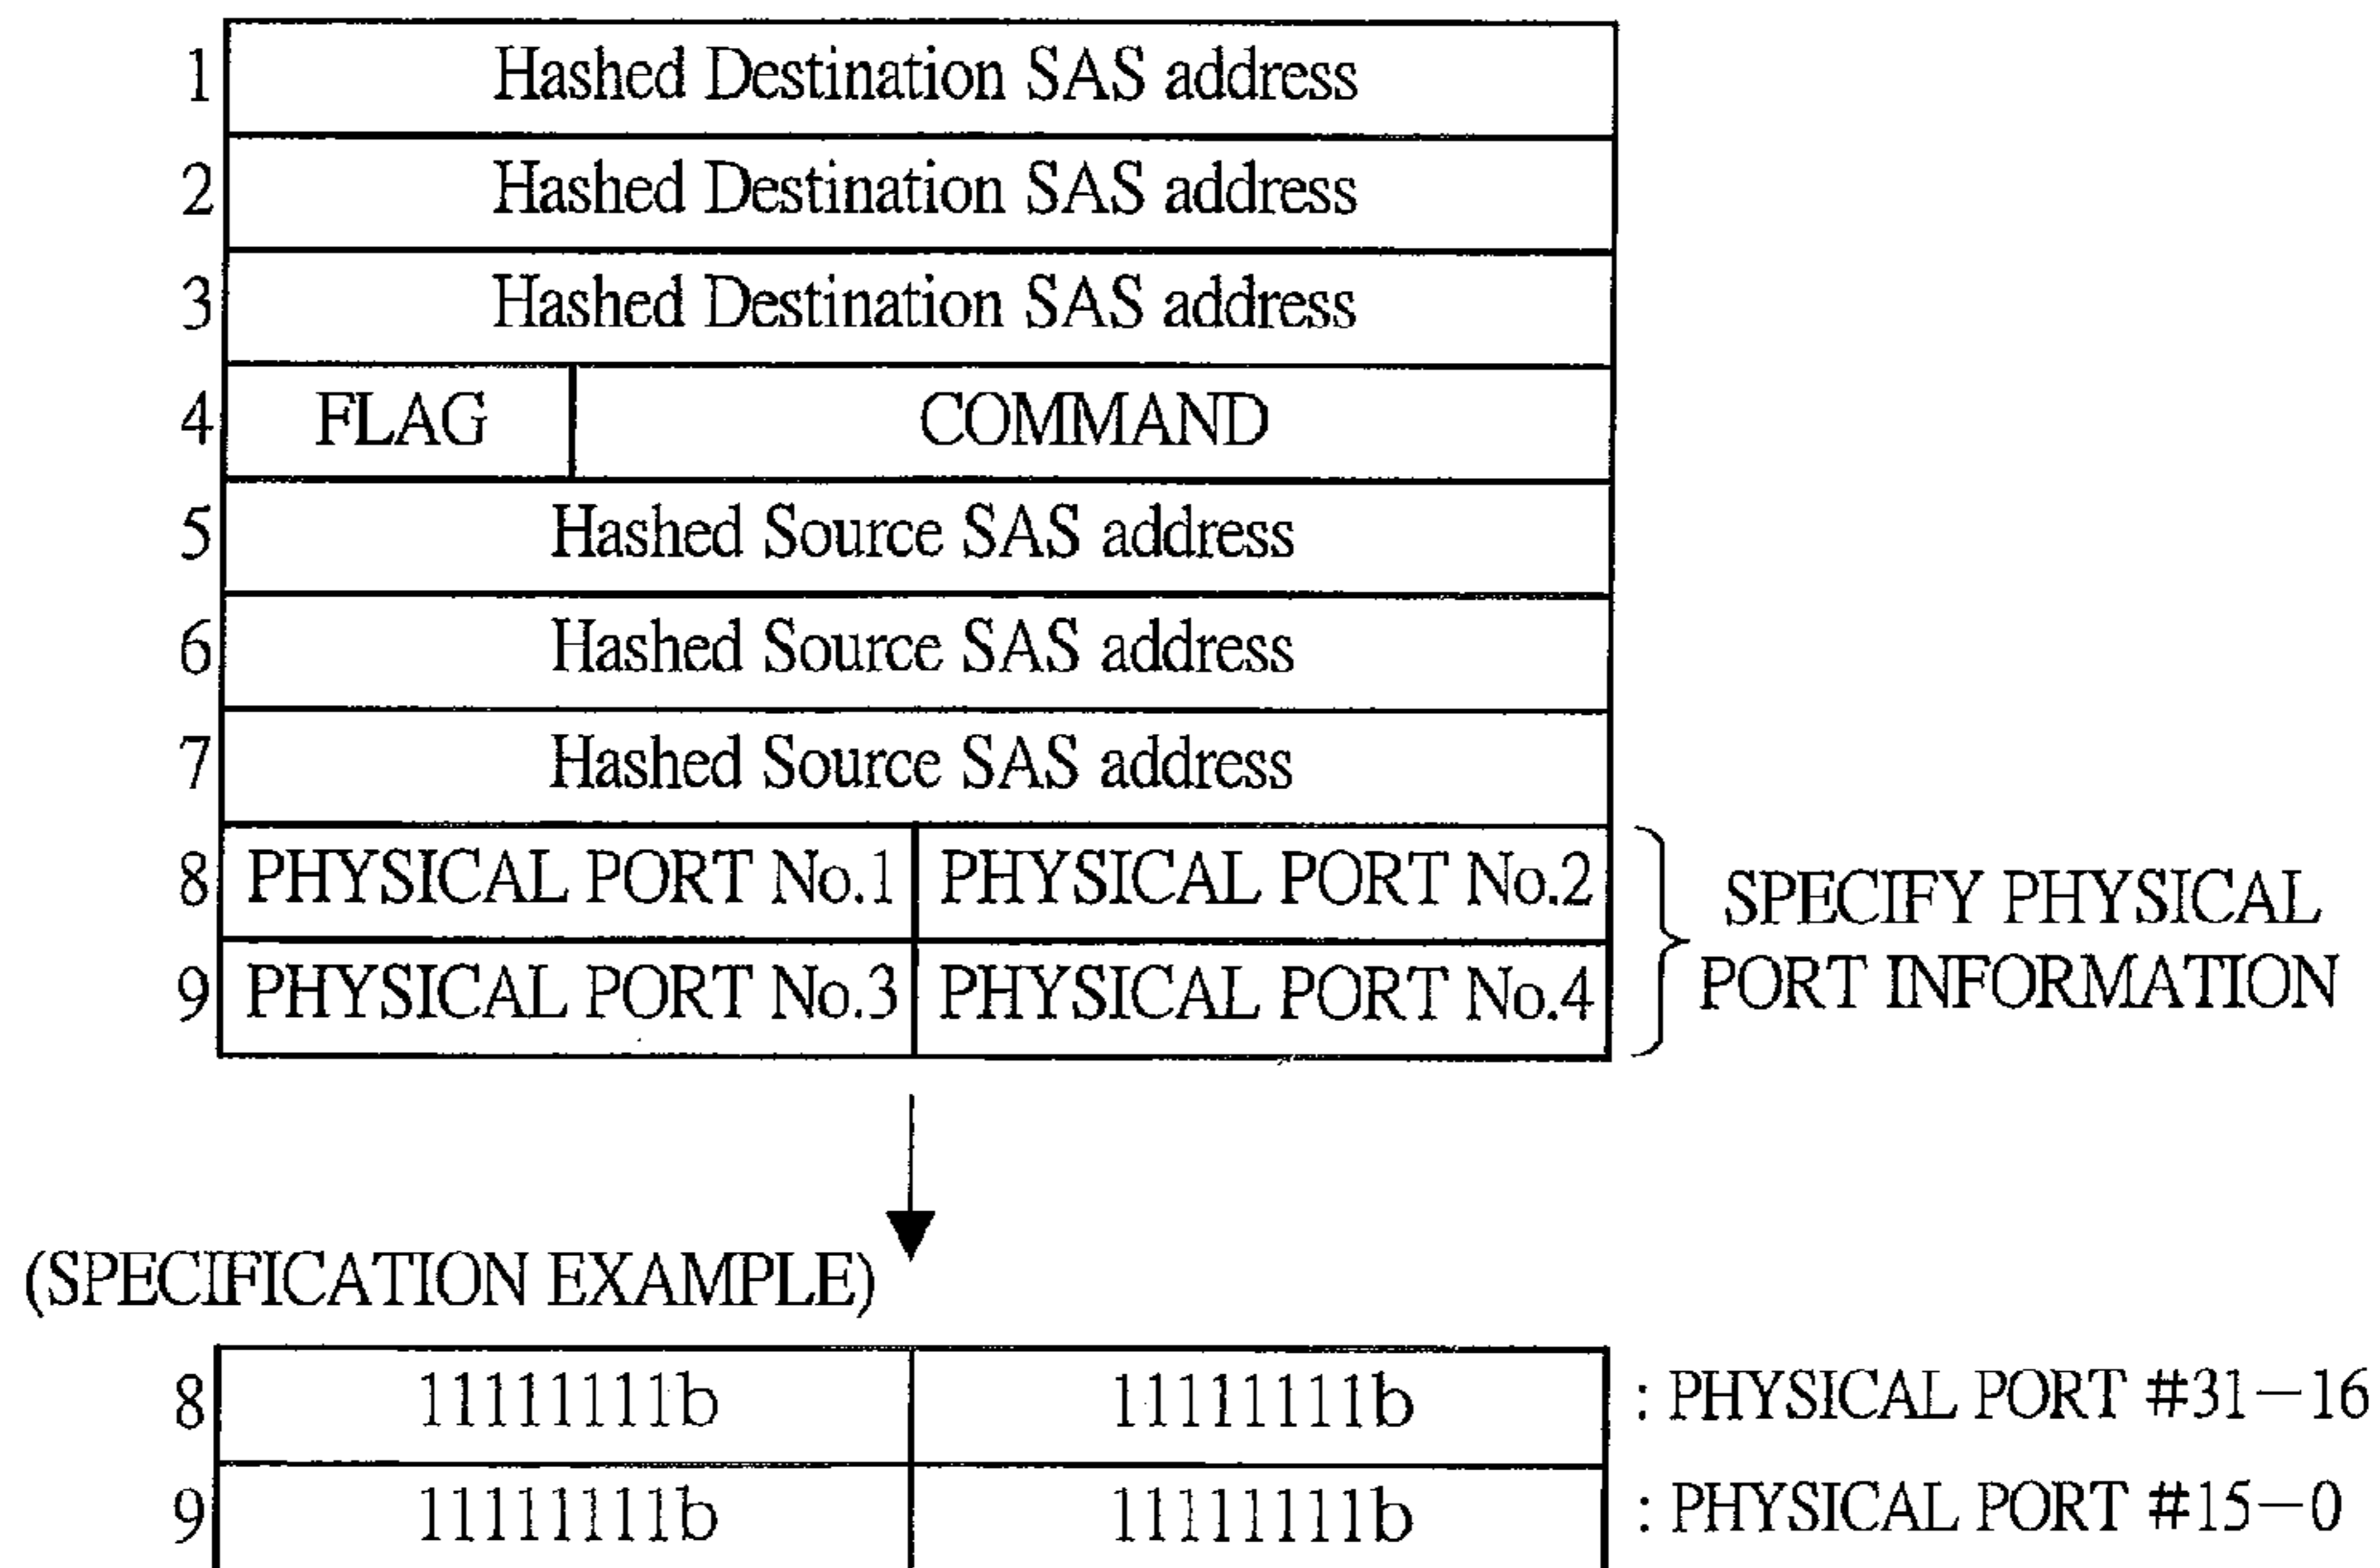 1 Hashed Destination SAS address
2 Hashed Destination SAS address
3 Hashed Destination SAS address
4 FLAG COMMAND
5 Hashed Source SAS address
6 Hashed Source SAS address
7 Hashed Source SAS address
8 PHYSICAL PORT No.1 PHYSICAL PORT No.2
9 PHYSICAL PORT No.3 PHYSICAL PORT No.4
SPECIFY PHYSICAL
PORT INFORMATION
(SPECIFICATION EXAMPLE)
8 11111111b 11111111b : PHYSICAL PORT #31−16
9 11111111b 11111111b : PHYSICAL PORT #15−0